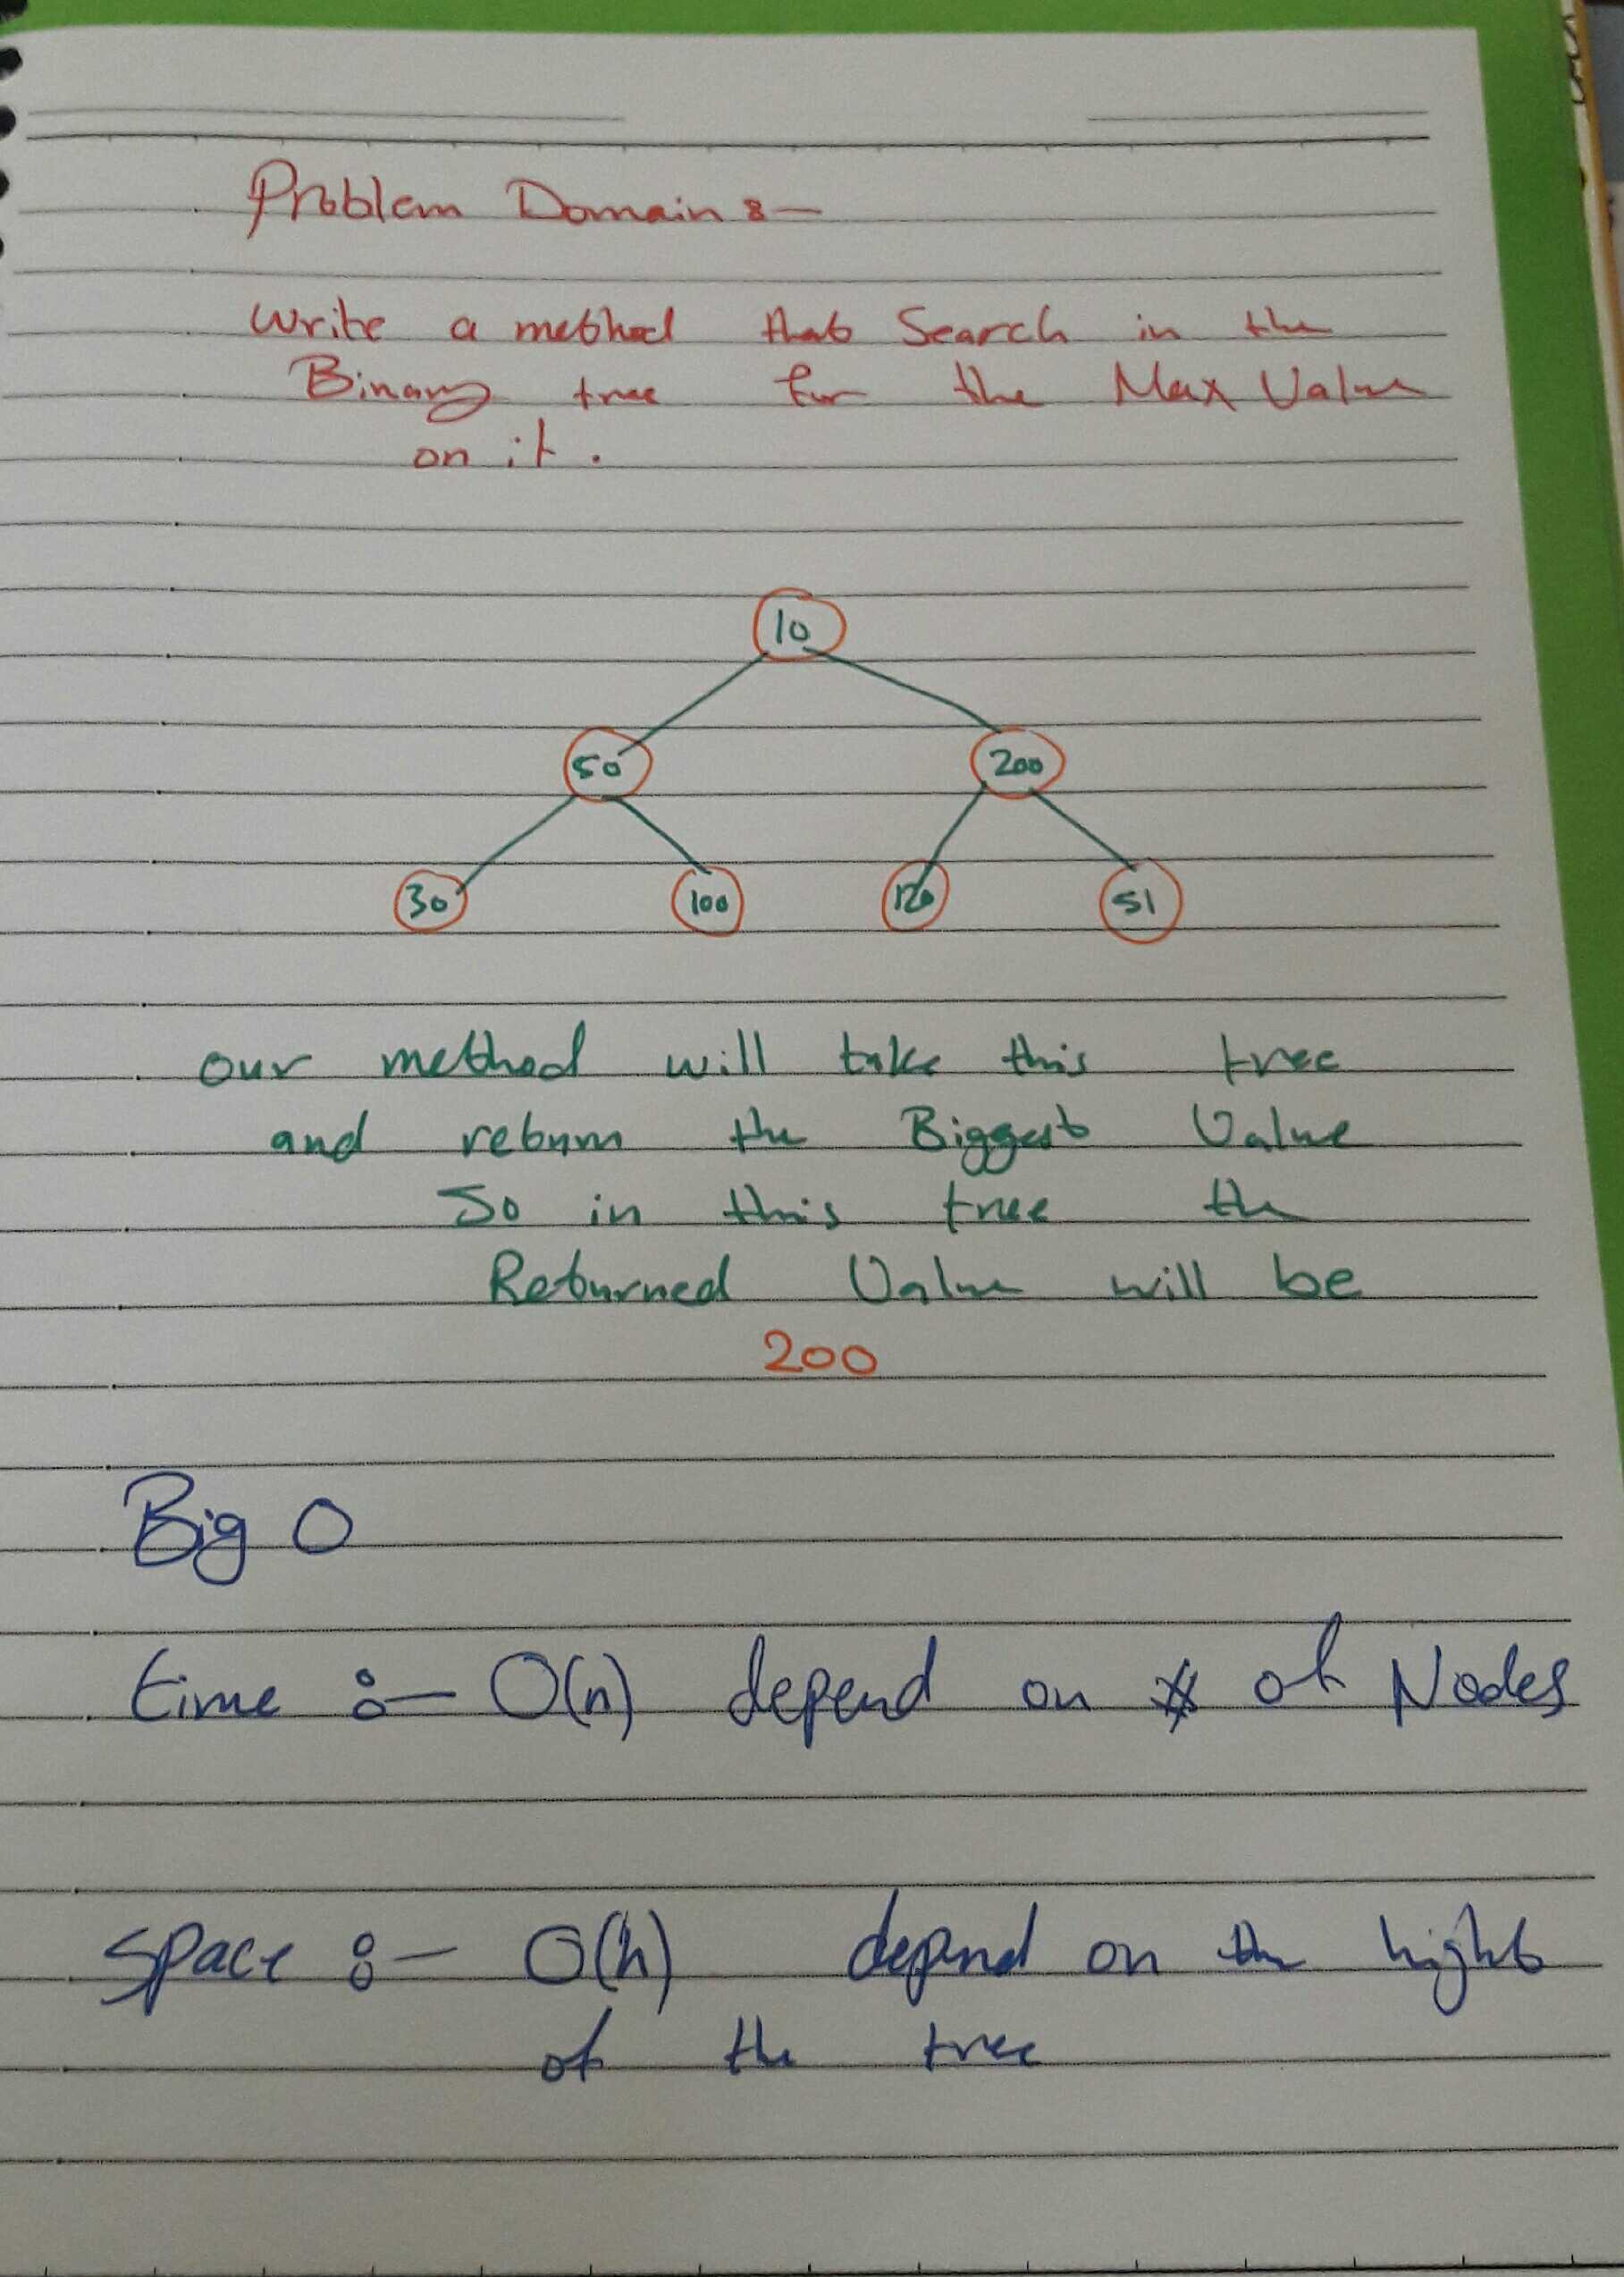 Problem Domain :-
Write a method that Search in the
Binary tree for the Max Value
on it.
10
50 200
30 100 120 51
our method will take this tree
and return the Biggest Value
So in this tree the
Returned Value will be
200
Big O
time :- O(n) depend on # of Nodes
Space :- O(h) depend on the hight
of the tree